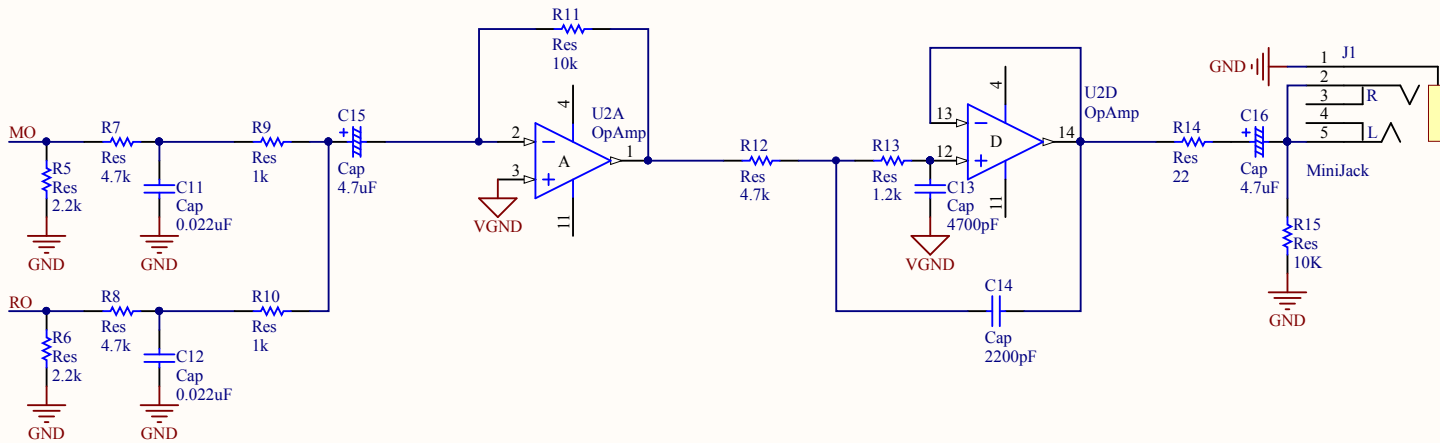 MO
R5
Res
2.2k
GND
R7
Res
4.7k
C11
Cap
0.022uF
GND
R9
Res
1k
C15
+
Cap
4.7uF
RO
R6
Res
2.2k
GND
R8
Res
4.7k
C12
Cap
0.022uF
GND
R10
Res
1k
R11
Res
10k
U2A
OpAmp
A
2
3
4
11
1
VGND
R12
Res
4.7k
R13
Res
1.2k
C13
Cap
4700pF
VGND
U2D
OpAmp
D
13
12
4
11
14
C14
Cap
2200pF
R14
Res
22
C16
+
Cap
4.7uF
GND
J1
1
2
3
4
5
R
L
MiniJack
R15
Res
10K
GND